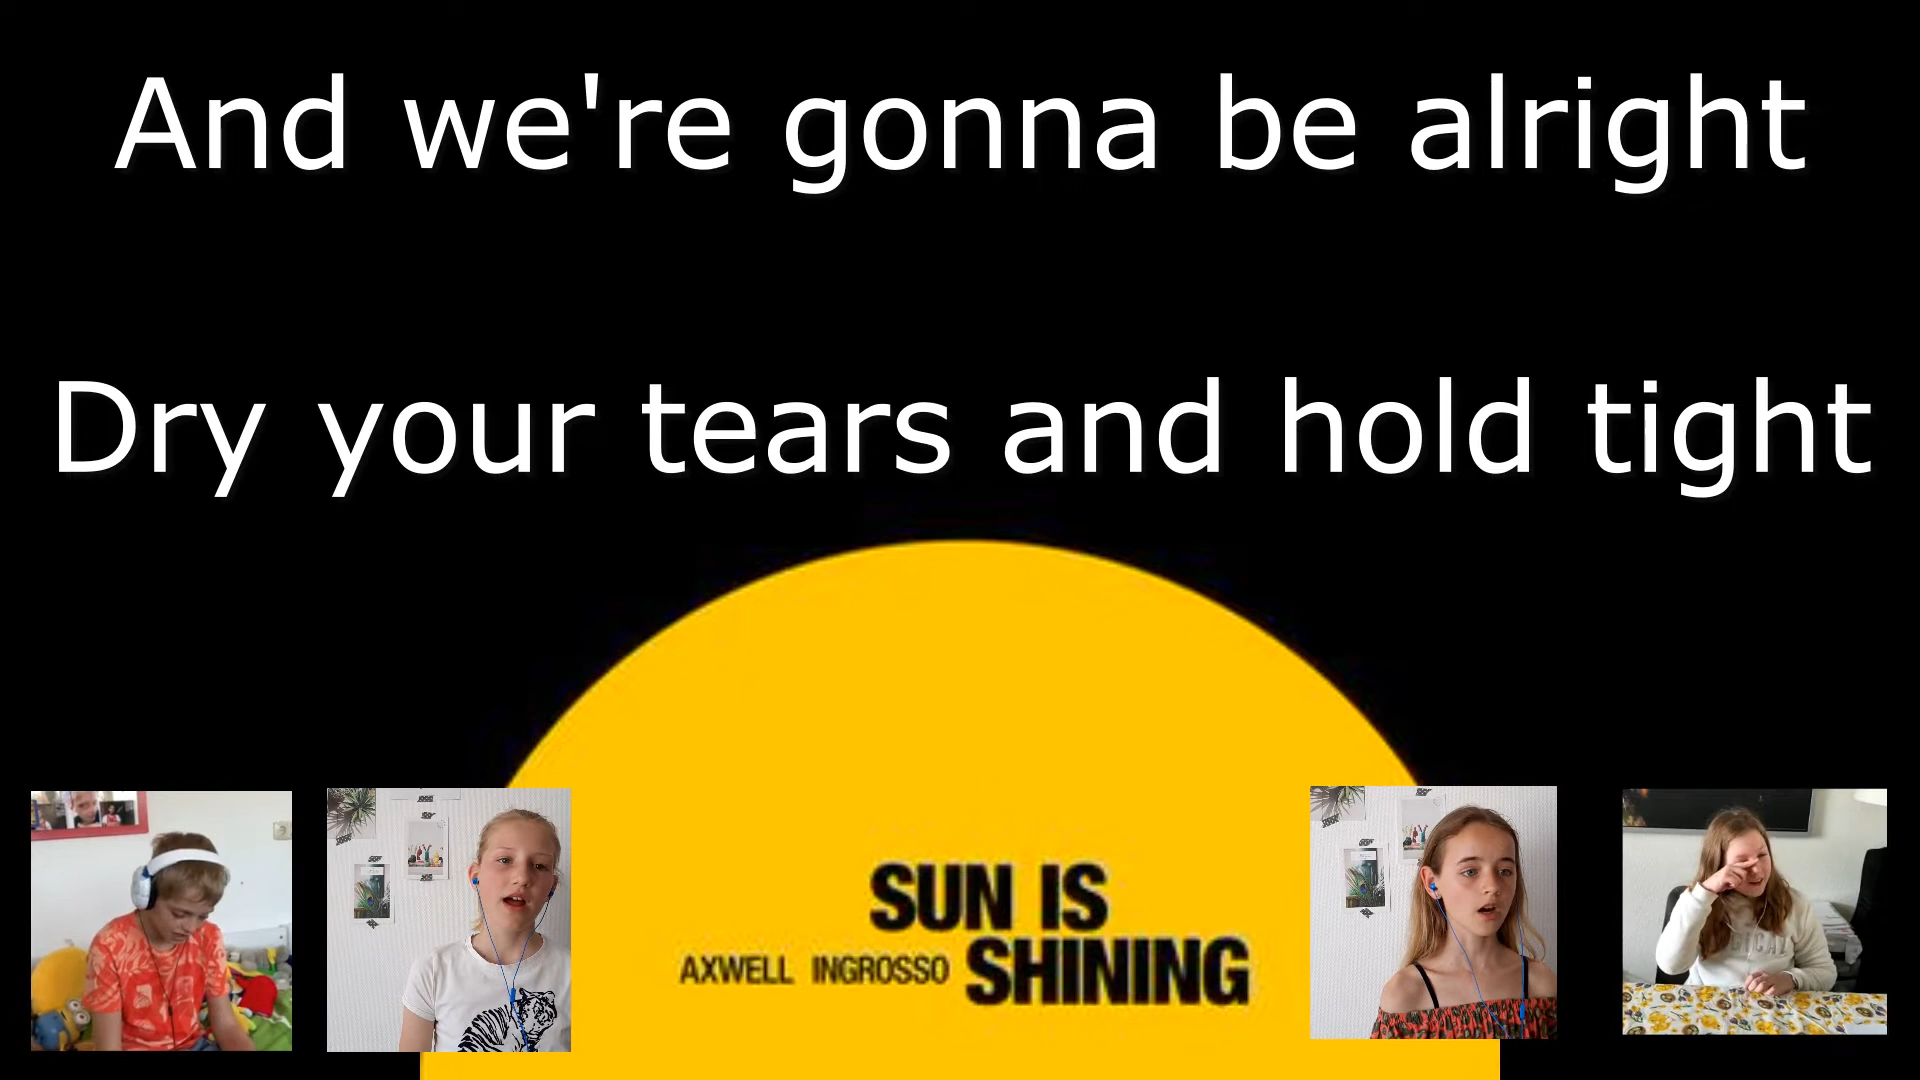 And we're gonna be alright
Dry your tears and hold tight
SUN IS
AXWELL INGROSSO SHINING